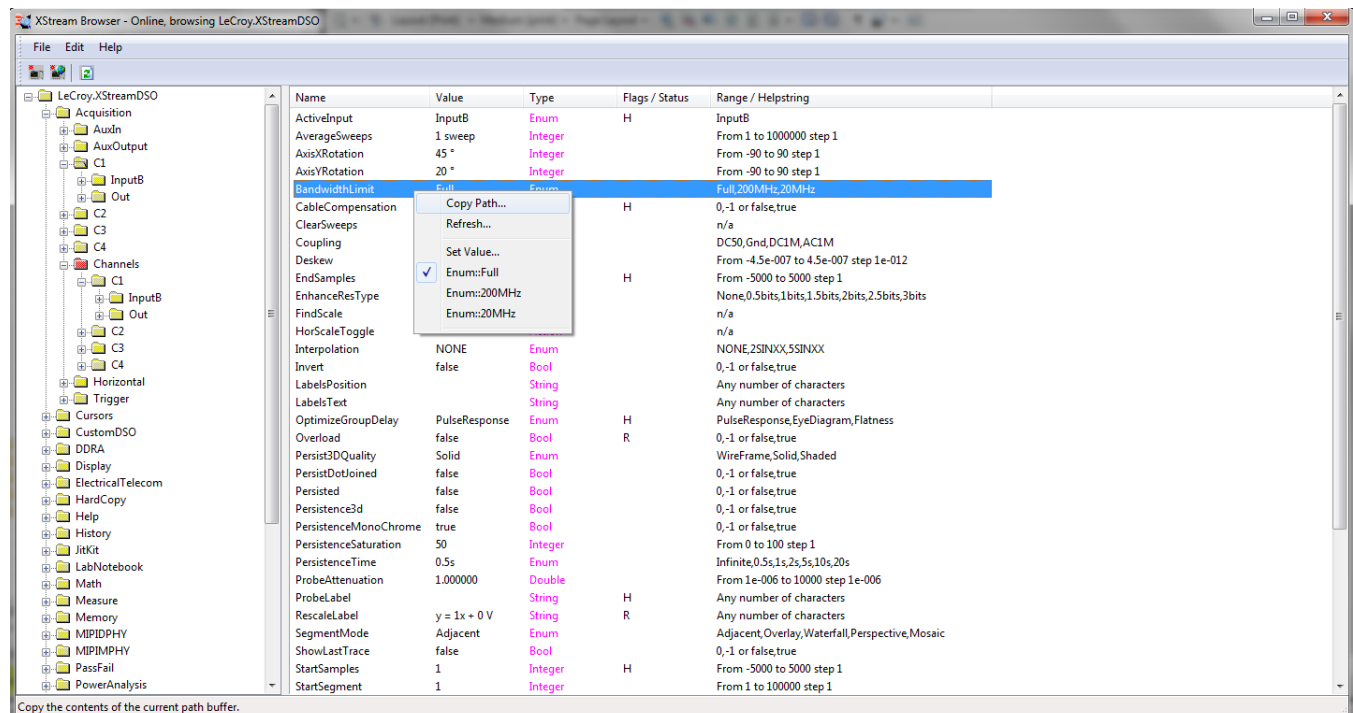 XStream Browser - Online, browsing LeCroy.XStreamDSO
File Edit Help
LeCroy.XStreamDSO
Acquisition
AuxIn
AuxOutput
C1
InputB
Out
C2
C3
C4
Channels
C1
InputB
Out
C2
C3
C4
Horizontal
Trigger
Cursors
CustomDSO
DDRA
Display
ElectricalTelecom
HardCopy
Help
History
JitKit
LabNotebook
Math
Measure
Memory
MIPIDPHY
MIPIMPHY
PassFail
PowerAnalysis
Name Value Type Flags / Status Range / Helpstring
ActiveInput InputB Enum H InputB
AverageSweeps 1 sweep Integer From 1 to 1000000 step 1
AxisXRotation 45 ° Integer From -90 to 90 step 1
AxisYRotation 20 ° Integer From -90 to 90 step 1
BandwidthLimit Full Enum Full,200MHz,20MHz
CableCompensation H 0,-1 or false,true
ClearSweeps n/a
Coupling DC50,Gnd,DC1M,AC1M
Deskew From -4.5e-007 to 4.5e-007 step 1e-012
EndSamples H From -5000 to 5000 step 1
EnhanceResType None,0.5bits,1bits,1.5bits,2bits,2.5bits,3bits
FindScale n/a
HorScaleToggle n/a
Interpolation NONE Enum NONE,2SINXX,5SINXX
Invert false Bool 0,-1 or false,true
LabelsPosition String Any number of characters
LabelsText String Any number of characters
OptimizeGroupDelay PulseResponse Enum H PulseResponse,EyeDiagram,Flatness
Overload false Bool R 0,-1 or false,true
Persist3DQuality Solid Enum WireFrame,Solid,Shaded
PersistDotJoined false Bool 0,-1 or false,true
Persisted false Bool 0,-1 or false,true
Persistence3d false Bool 0,-1 or false,true
PersistenceMonoChrome true Bool 0,-1 or false,true
PersistenceSaturation 50 Integer From 0 to 100 step 1
PersistenceTime 0.5s Enum Infinite,0.5s,1s,2s,5s,10s,20s
ProbeAttenuation 1.000000 Double From 1e-006 to 10000 step 1e-006
ProbeLabel String H Any number of characters
RescaleLabel y = 1x + 0 V String R Any number of characters
SegmentMode Adjacent Enum Adjacent,Overlay,Waterfall,Perspective,Mosaic
ShowLastTrace false Bool 0,-1 or false,true
StartSamples 1 Integer H From -5000 to 5000 step 1
StartSegment 1 Integer From 1 to 100000 step 1
Copy Path...
Refresh...
Set Value...
Enum::Full
Enum::200MHz
Enum::20MHz
Copy the contents of the current path buffer.